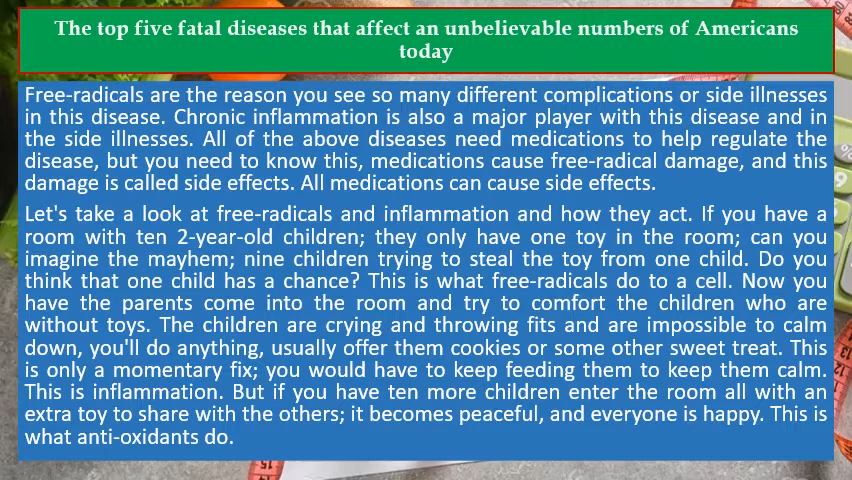 The top five fatal diseases that affect an unbelievable numbers of Americans
today
Free-radicals are the reason you see so many different complications or side illnesses
in this disease. Chronic inflammation is also a major player with this disease and in
the side illnesses. All of the above diseases need medications to help regulate the
disease, but you need to know this, medications cause free-radical damage, and this
damage is called side effects. All medications can cause side effects.
Let's take a look at free-radicals and inflammation and how they act. If you have a
room with ten 2-year-old children; they only have one toy in the room; can you
imagine the mayhem; nine children trying to steal the toy from one child. Do you
think that one child has a chance? This is what free-radicals do to a cell. Now you
have the parents come into the room and try to comfort the children who are
without toys. The children are crying and throwing fits and are impossible to calm
down, you'll do anything, usually offer them cookies or some other sweet treat. This
is only a momentary fix; you would have to keep feeding them to keep them calm.
This is inflammation. But if you have ten more children enter the room all with an
extra toy to share with the others; it becomes peaceful, and everyone is happy. This is
what anti-oxidants do.
15